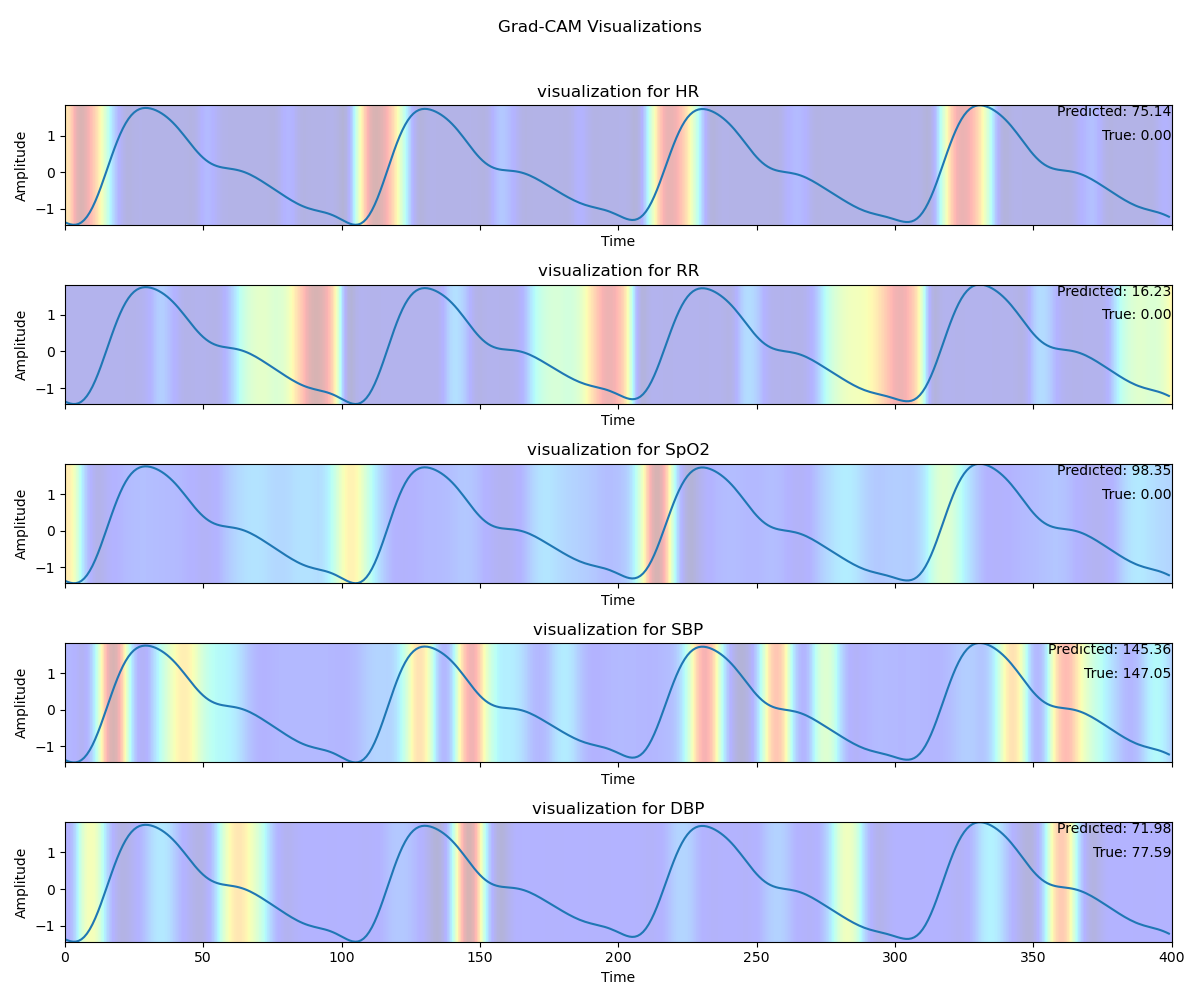 Grad-CAM Visualizations
visualization for HR
Predicted: 75.14
True: 0.00
Amplitude
1
0
−1
Time
visualization for RR
Predicted: 16.23
True: 0.00
Amplitude
1
0
−1
Time
visualization for SpO2
Predicted: 98.35
True: 0.00
Amplitude
1
0
−1
Time
visualization for SBP
Predicted: 145.36
True: 147.05
Amplitude
1
0
−1
Time
visualization for DBP
Predicted: 71.98
True: 77.59
Amplitude
1
0
−1
0 50 100 150 200 250 300 350 400
Time